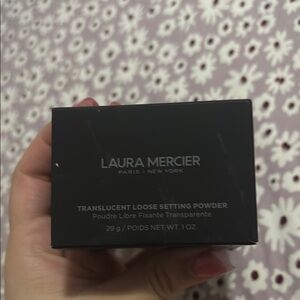 LAURA MERCIER
PARIS - NEW YORK
TRANSLUCENT LOOSE SETTING POWDER
Poudre Libre Fixante Transparente
29 g / POIDS NET WT. 1 OZ.